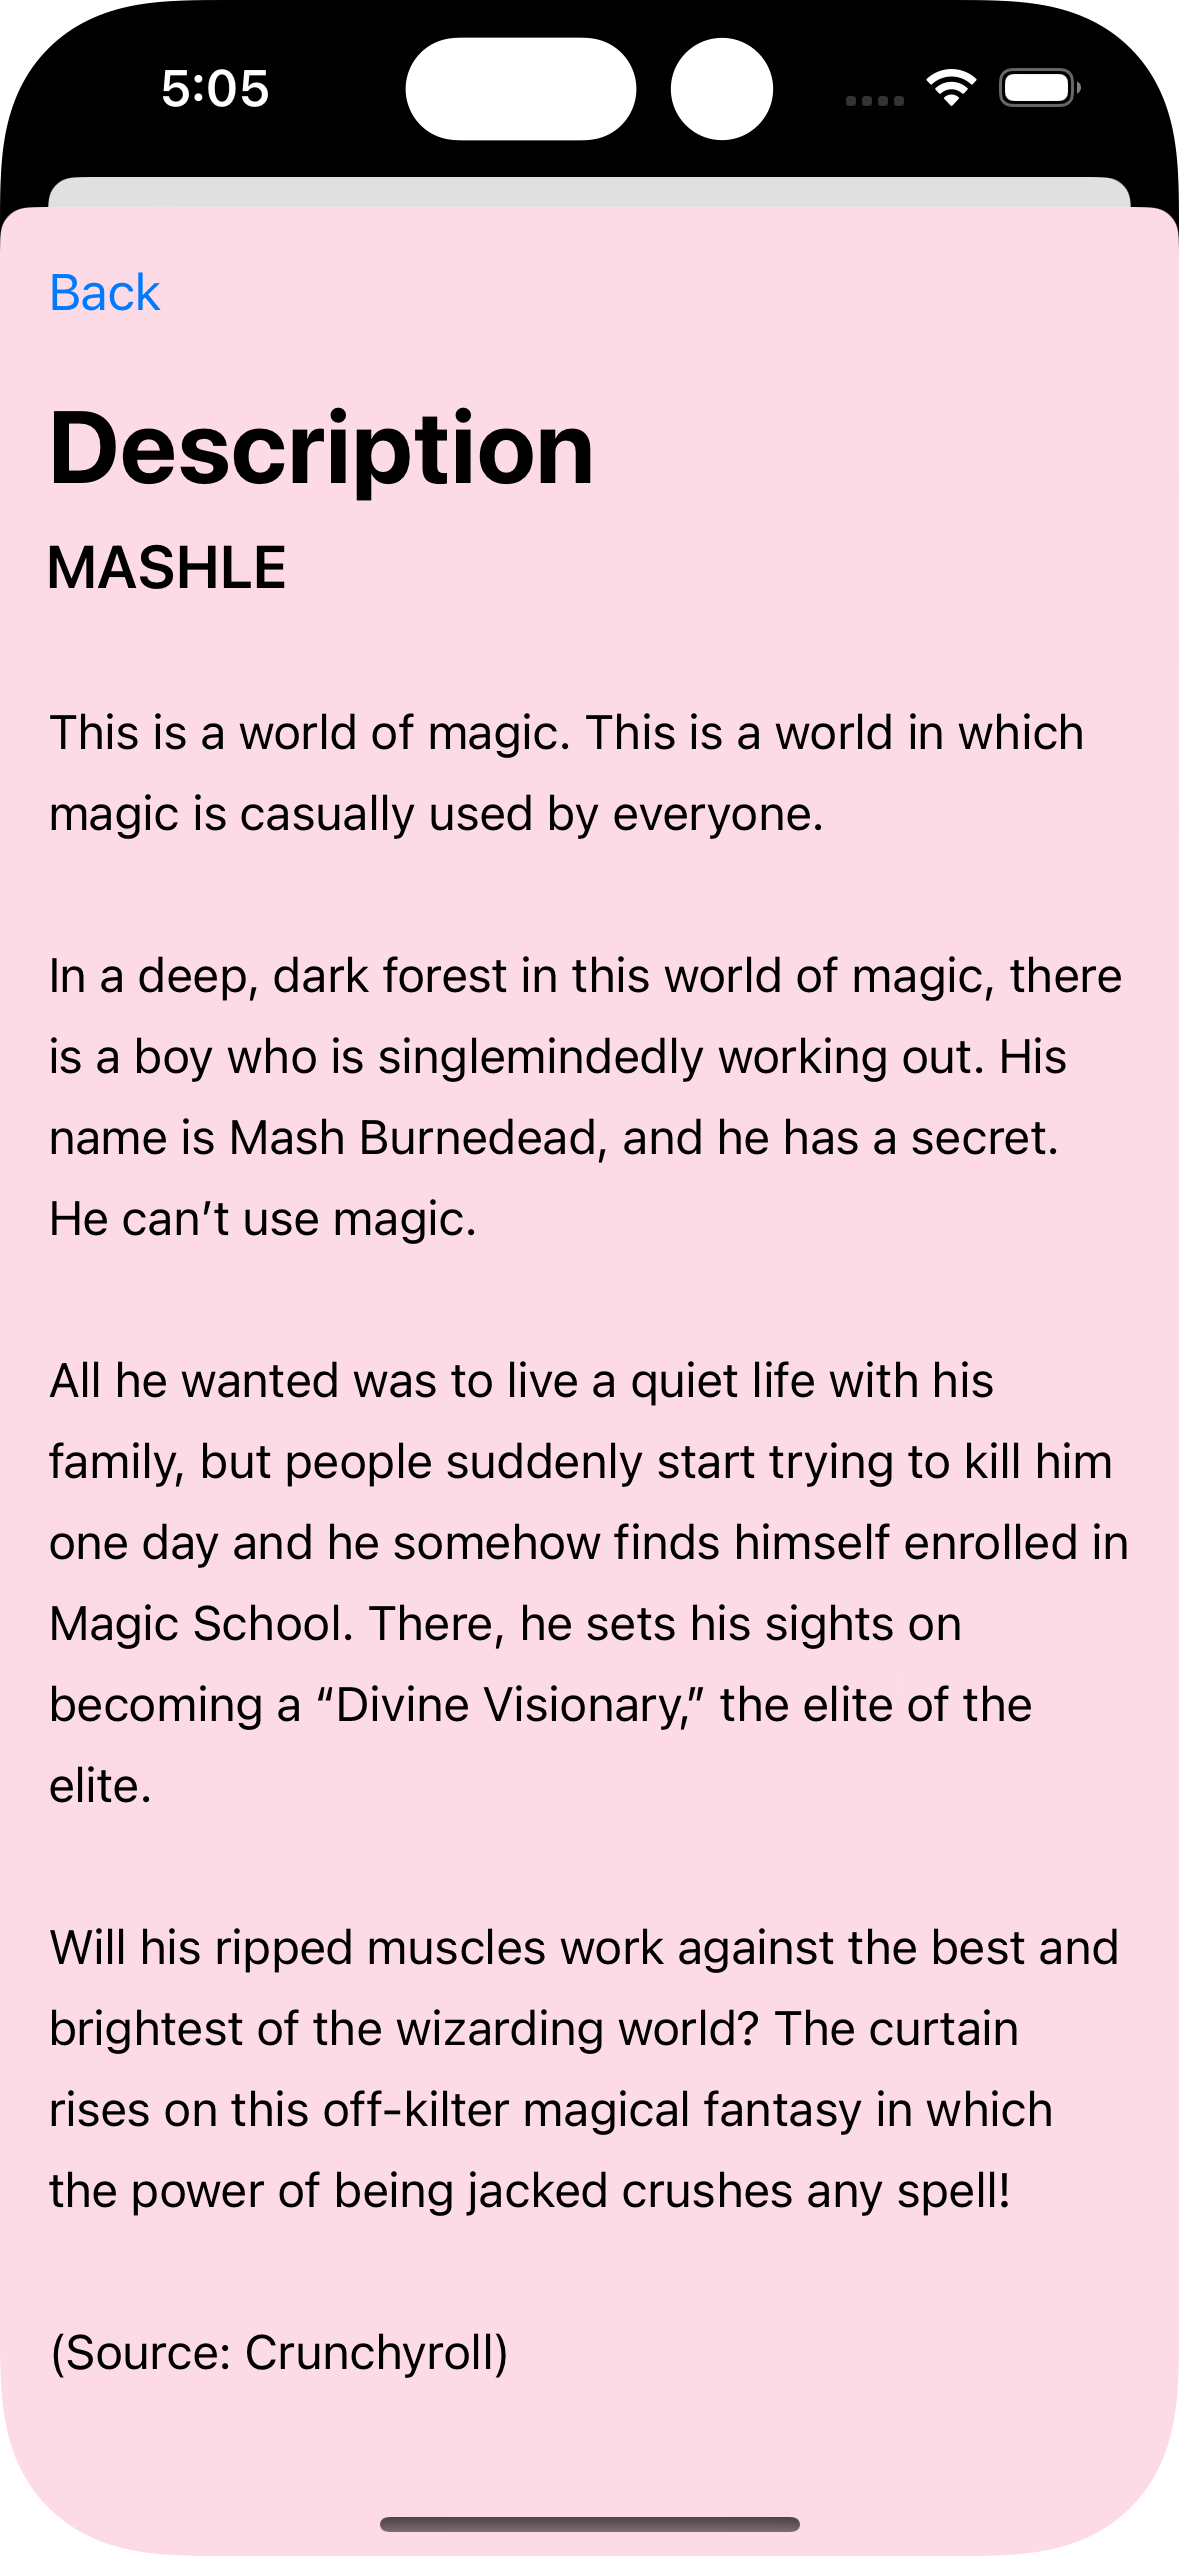 5:05
Back
Description
MASHLE
This is a world of magic. This is a world in which
magic is casually used by everyone.
In a deep, dark forest in this world of magic, there
is a boy who is singlemindedly working out. His
name is Mash Burnedead, and he has a secret.
He can’t use magic.
All he wanted was to live a quiet life with his
family, but people suddenly start trying to kill him
one day and he somehow finds himself enrolled in
Magic School. There, he sets his sights on
becoming a “Divine Visionary,” the elite of the
elite.
Will his ripped muscles work against the best and
brightest of the wizarding world? The curtain
rises on this off-kilter magical fantasy in which
the power of being jacked crushes any spell!
(Source: Crunchyroll)